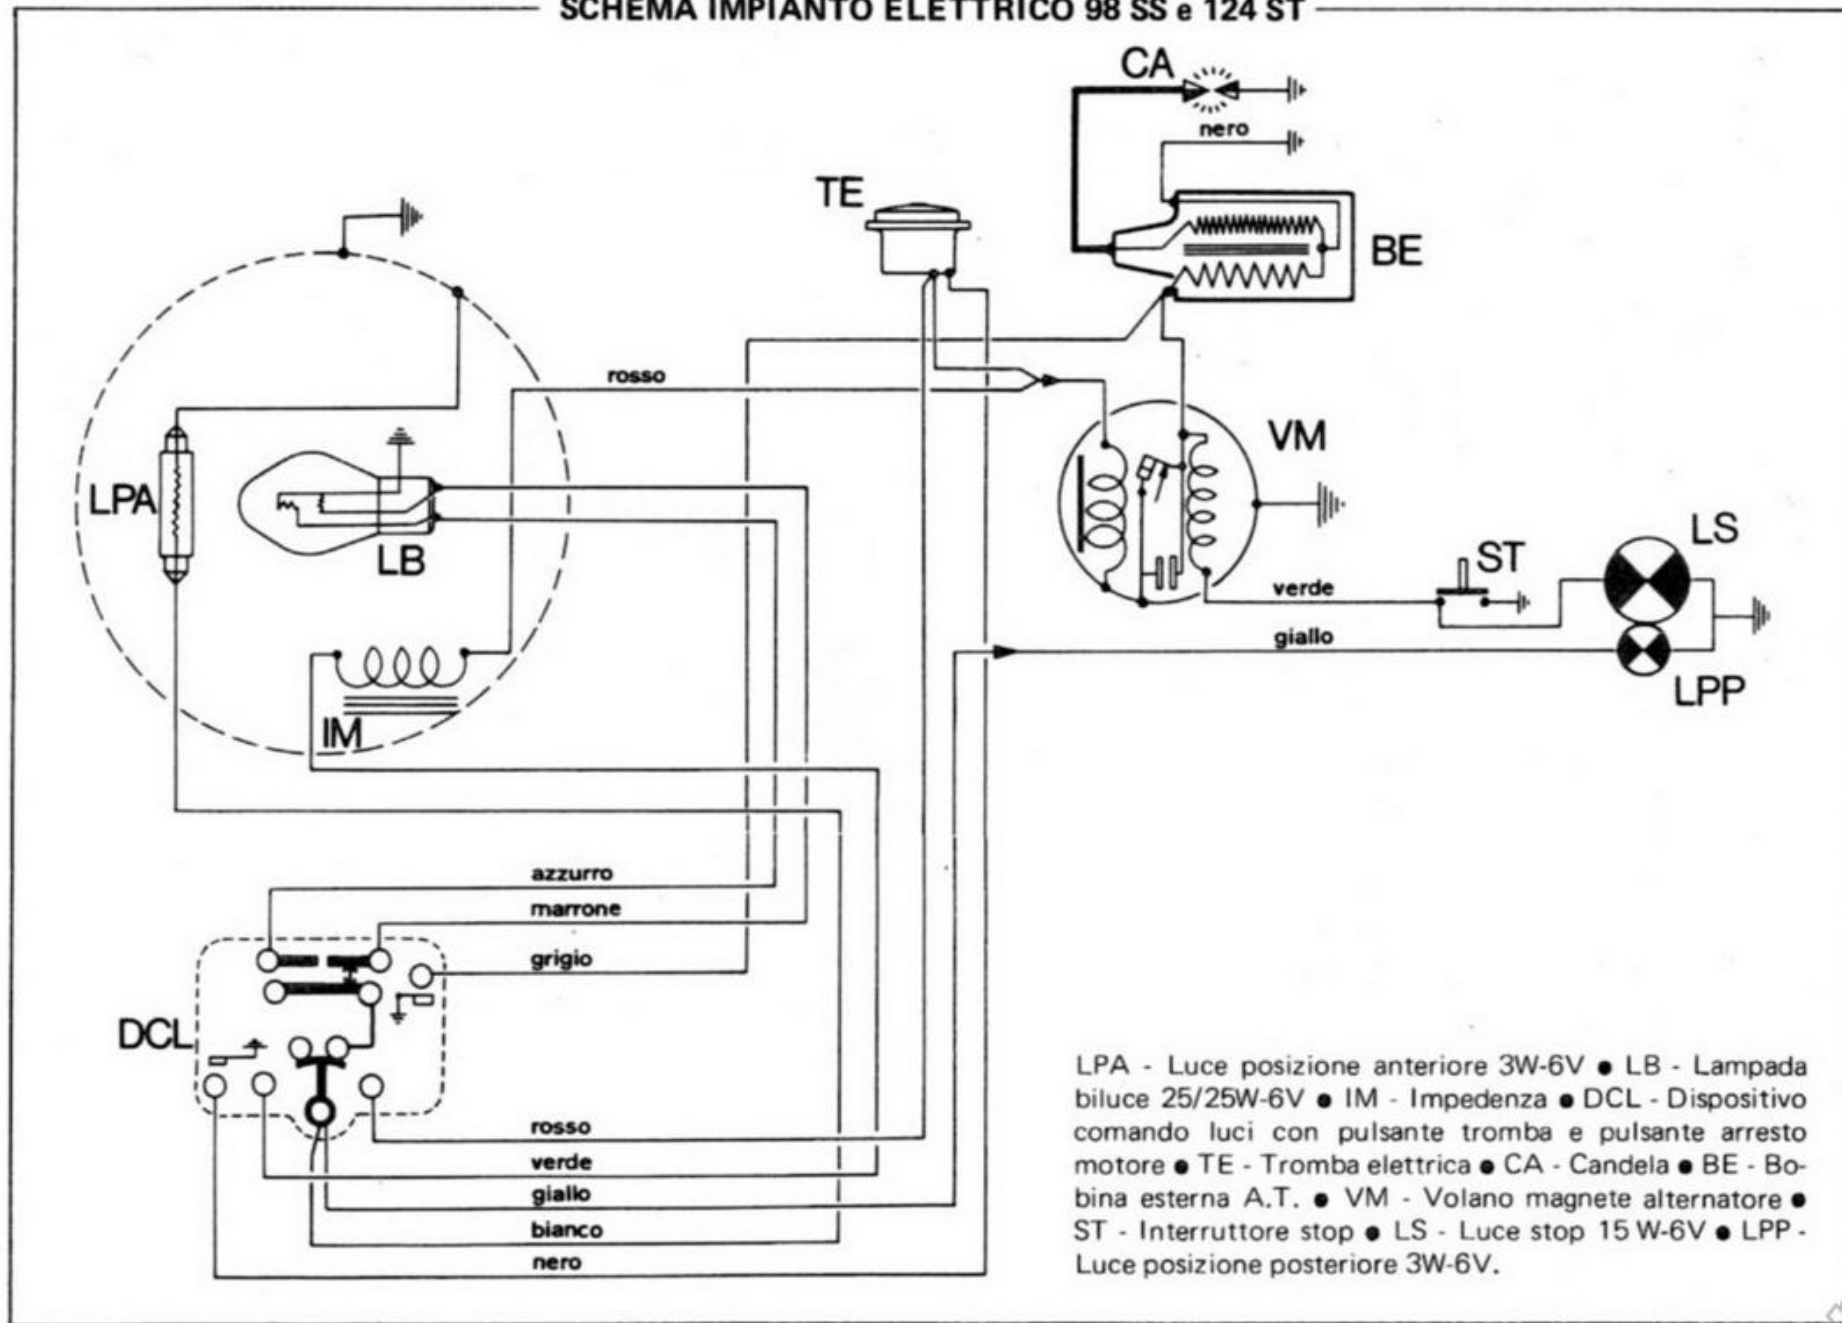 SCHEMA IMPIANTO ELETTRICO 98 SS e 124 ST
CA
nero
TE
BE
rosso
VM
LPA
LB
LS
ST
verde
giallo
LPP
IM
azzurro
marrone
grigio
DCL
rosso
verde
giallo
bianco
nero
LPA - Luce posizione anteriore 3W-6V ● LB - Lampada
biluce 25/25W-6V ● IM - Impedenza ● DCL - Dispositivo
comando luci con pulsante tromba e pulsante arresto
motore ● TE - Tromba elettrica ● CA - Candela ● BE - Bo-
bina esterna A.T. ● VM - Volano magnete alternatore ●
ST - Interruttore stop ● LS - Luce stop 15 W-6V ● LPP -
Luce posizione posteriore 3W-6V.